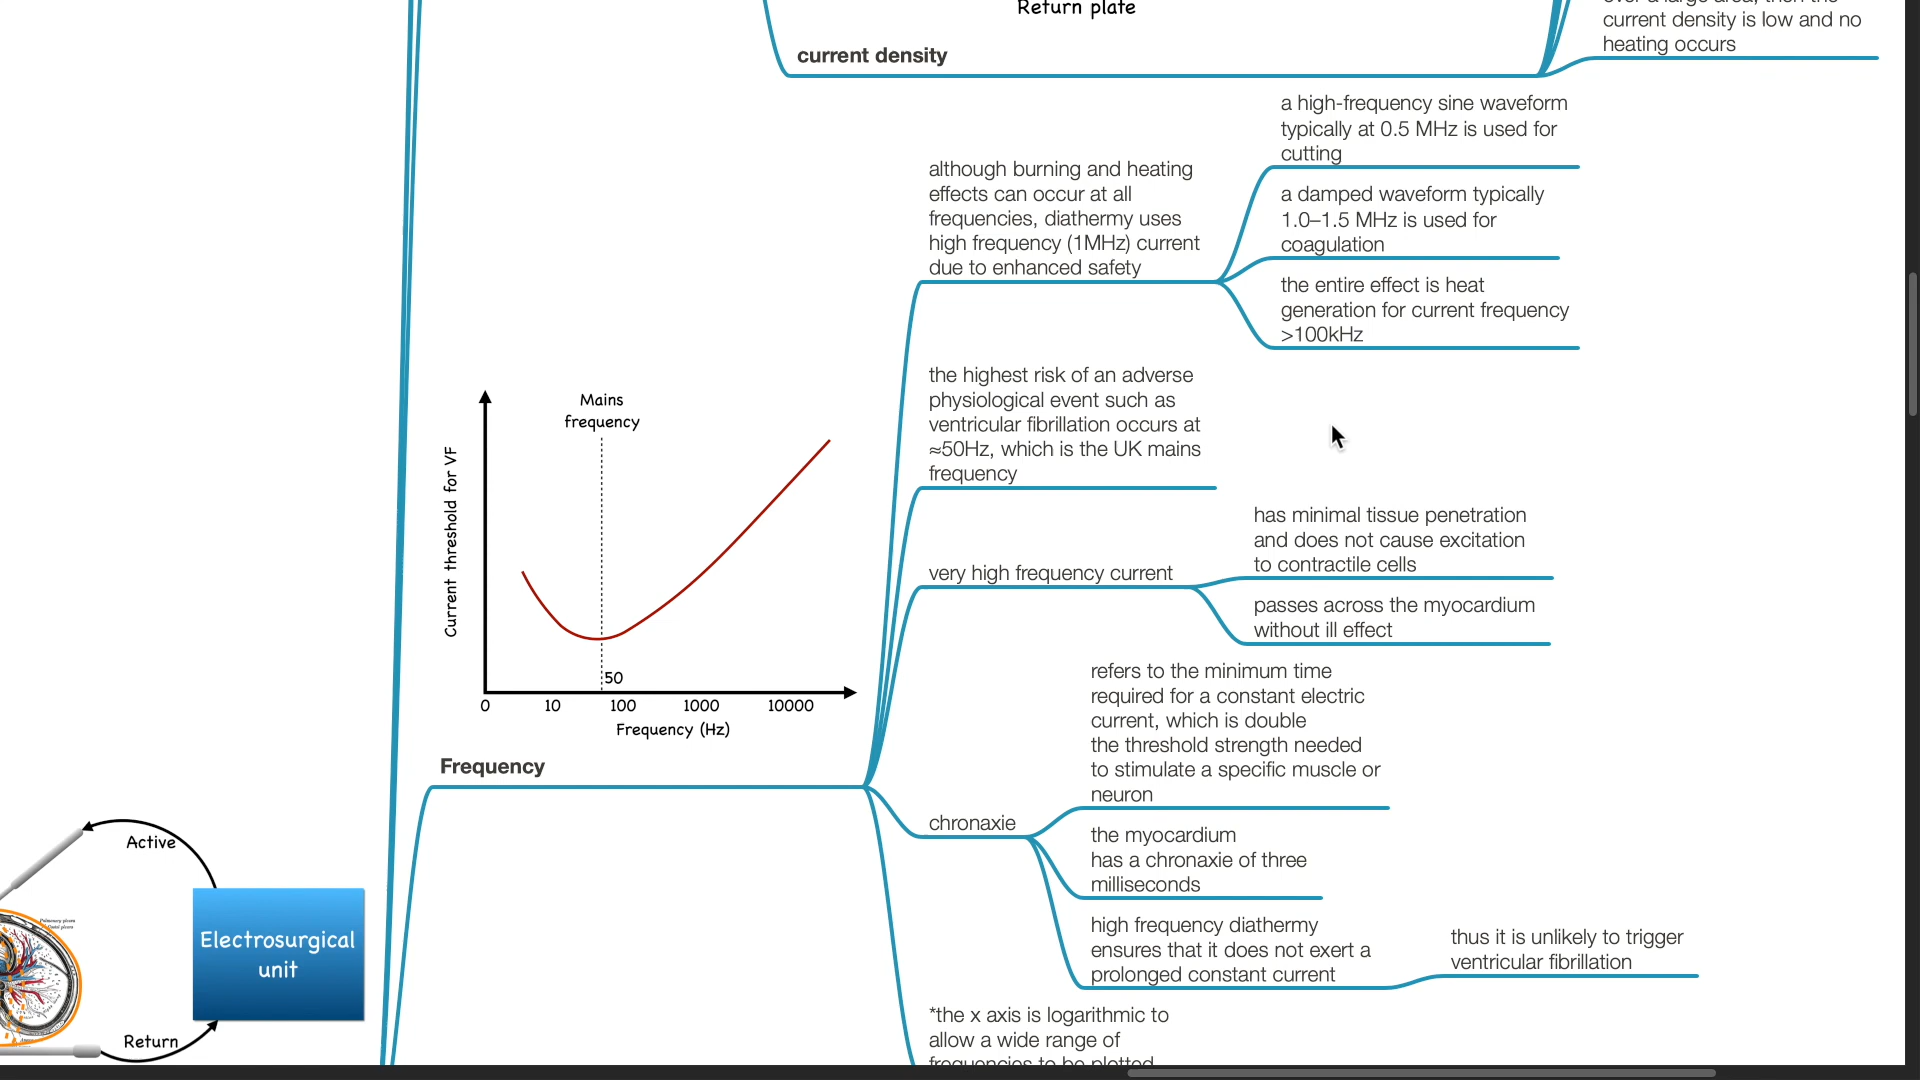 Return plate
current density
current density is low and no
heating occurs
a high-frequency sine waveform
typically at 0.5 MHz is used for
cutting
although burning and heating
effects can occur at all
frequencies, diathermy uses
high frequency (1MHz) current
due to enhanced safety
a damped waveform typically
1.0–1.5 MHz is used for
coagulation
the entire effect is heat
generation for current frequency
>100kHz
the highest risk of an adverse
physiological event such as
ventricular fibrillation occurs at
≈50Hz, which is the UK mains
frequency
Mains
frequency
Current threshold for VF
50
0 10 100 1000 10000
Frequency (Hz)
Frequency
very high frequency current
has minimal tissue penetration
and does not cause excitation
to contractile cells
passes across the myocardium
without ill effect
chronaxie
refers to the minimum time
required for a constant electric
current, which is double
the threshold strength needed
to stimulate a specific muscle or
neuron
the myocardium
has a chronaxie of three
milliseconds
high frequency diathermy
ensures that it does not exert a
prolonged constant current
thus it is unlikely to trigger
ventricular fibrillation
*the x axis is logarithmic to
allow a wide range of
frequencies to be plotted
Active
Electrosurgical
unit
Return